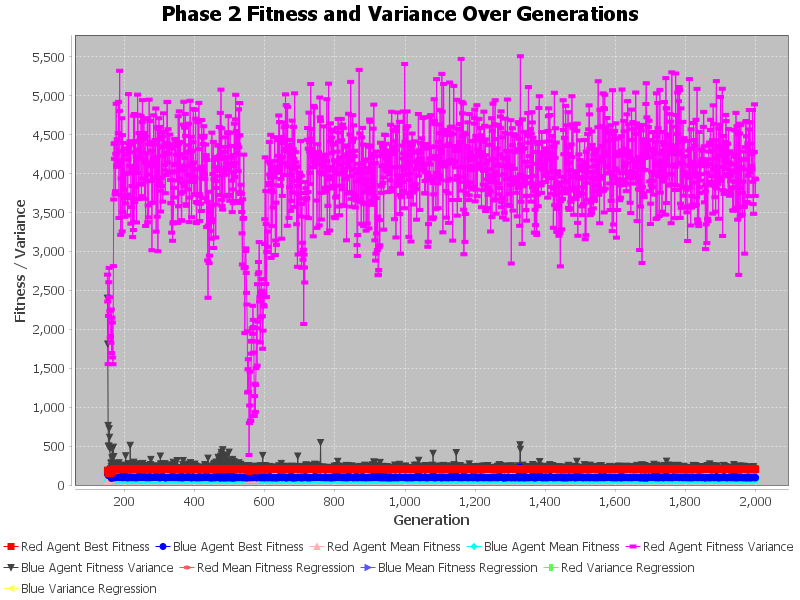 Phase 2 Fitness and Variance Over Generations
Fitness / Variance
5,500
5,000
4,500
4,000
3,500
3,000
2,500
2,000
1,500
1,000
500
0
200 400 600 800 1,000 1,200 1,400 1,600 1,800 2,000
Generation
Red Agent Best Fitness Blue Agent Best Fitness Red Agent Mean Fitness Blue Agent Mean Fitness Red Agent Fitness Variance
Blue Agent Fitness Variance Red Mean Fitness Regression Blue Mean Fitness Regression Red Variance Regression
Blue Variance Regression